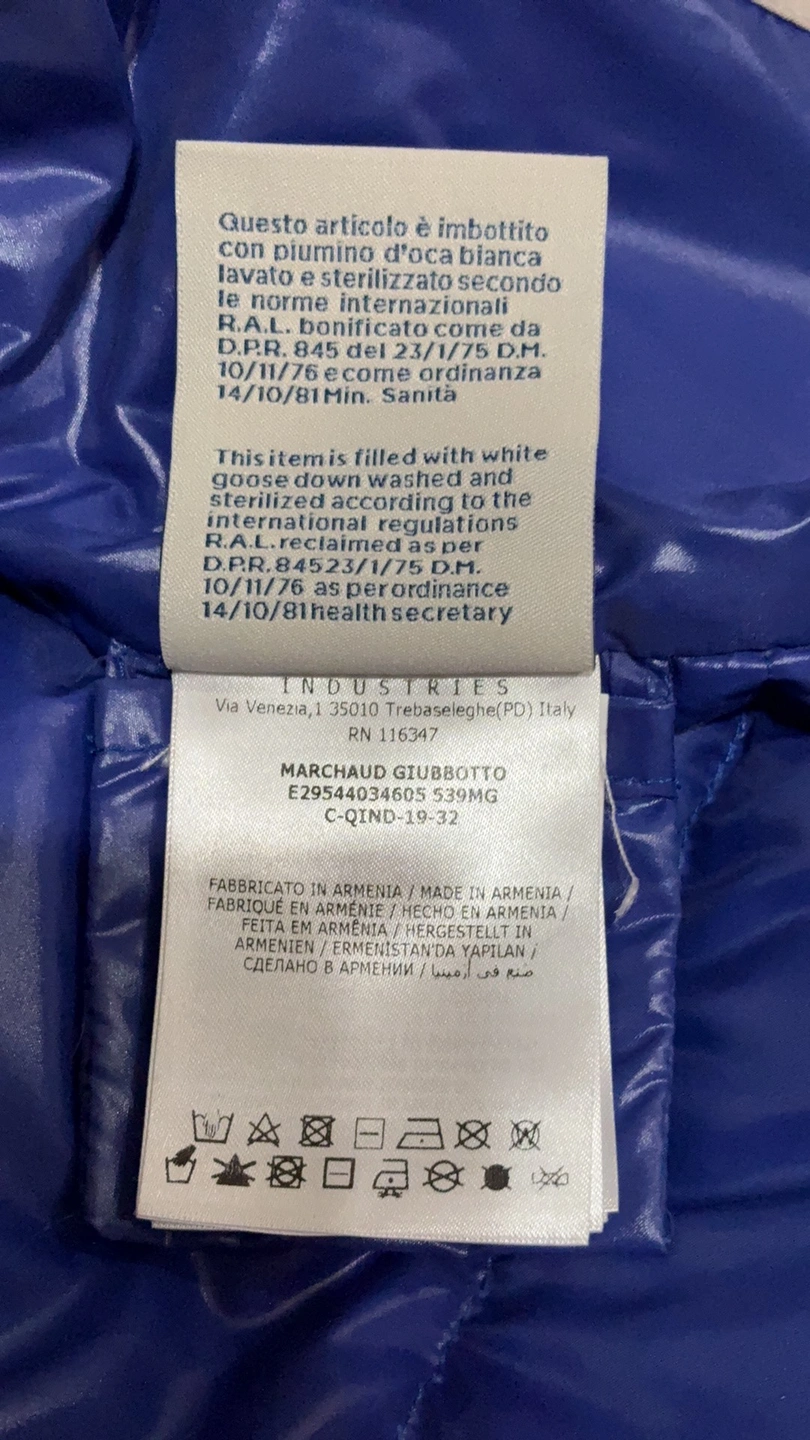 Questo articolo è imbottito
con piumino d'oca bianca
lavato e sterilizzato secondo
le norme internazionali
R.A.L. bonificato come da
D.P.R. 845 del 23/1/75 D.M.
10/11/76 e come ordinanza
14/10/81 Min. Sanità
This item is filled with white
goose down washed and
sterilized according to the
international regulations
R.A.L. reclaimed as per
D.P.R. 845 23/1/75 D.M.
10/11/76 as per ordinance
14/10/81 health secretary
INDUSTRIES
Via Venezia,1 35010 Trebaseleghe(PD) Italy
RN 116347
MARCHAUD GIUBBOTTO
E29544034605 539MG
C-QIND-19-32
FABBRICATO IN ARMENIA / MADE IN ARMENIA /
FABRIQUÉ EN ARMÉNIE / HECHO EN ARMENIA /
FEITA EM ARMÊNIA / HERGESTELLT IN
ARMENIEN / ERMENİSTAN'DA YAPILAN /
СДЕЛАНО В АРМЕНИИ / صنع في أرمينيا